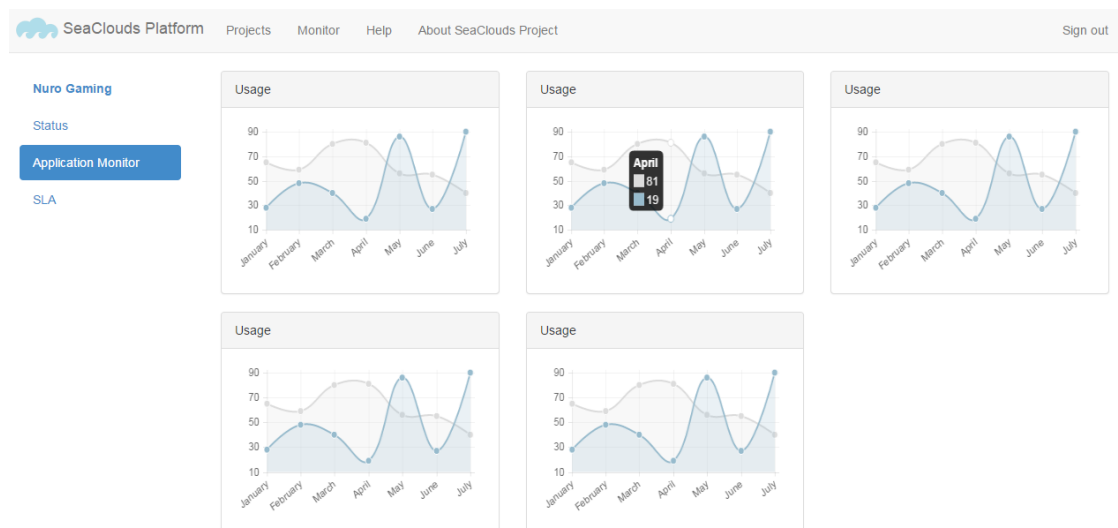 SeaClouds Platform Projects Monitor Help About SeaClouds Project Sign out
Nuro Gaming
Status
Application Monitor
SLA
Usage
90
70
50
30
10
January February March April May June July
Usage
90
70
50
30
10
April
81
19
January February March April May June July
Usage
90
70
50
30
10
January February March April May June July
Usage
90
70
50
30
10
January February March April May June July
Usage
90
70
50
30
10
January February March April May June July